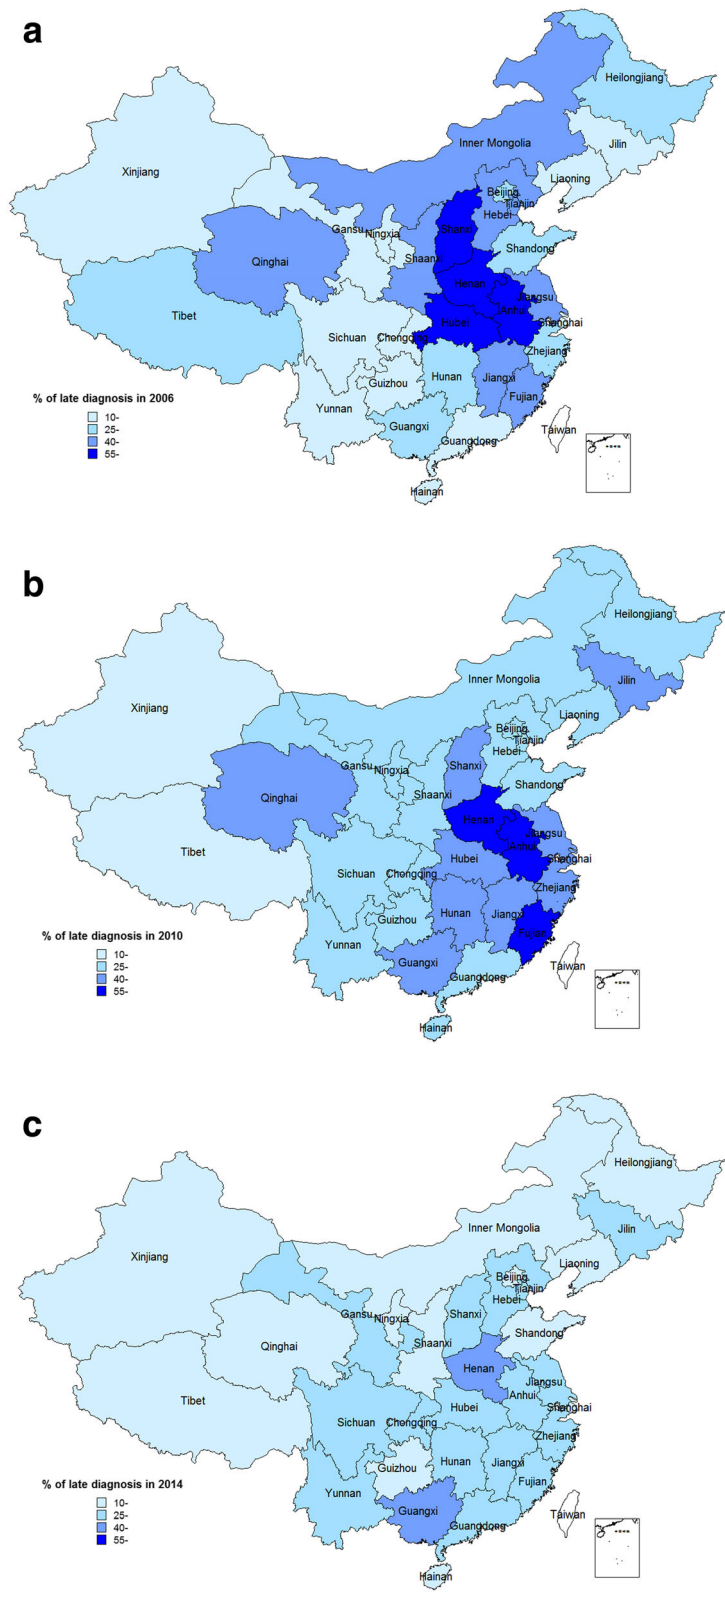 a
Heilongjiang
Inner Mongolia
Jilin
Xinjiang
Liaoning
Beijing
Tianjin
Hebei
Gansu
Ningxia
Shanxi
Shandong
Shaanxi
Qinghai
Henan
Jiangsu
Anhui
Tibet
Hubei
Shanghai
Sichuan
Chongqing
Zhejiang
Hunan
Jiangxi
Guizhou
Fujian
% of late diagnosis in 2006
Yunnan
10-
25-
40-
55-
Guangxi
Guangdong
Taiwan
Hainan
b
Heilongjiang
Inner Mongolia
Jilin
Xinjiang
Liaoning
Beijing
Tianjin
Hebei
Gansu
Ningxia
Shanxi
Shandong
Shaanxi
Qinghai
Henan
Jiangsu
Anhui
Tibet
Hubei
Shanghai
Sichuan
Chongqing
Zhejiang
Hunan
Jiangxi
Guizhou
Fujian
% of late diagnosis in 2010
Yunnan
10-
25-
40-
55-
Guangxi
Guangdong
Taiwan
Hainan
c
Heilongjiang
Inner Mongolia
Jilin
Xinjiang
Liaoning
Beijing
Tianjin
Hebei
Gansu
Ningxia
Shanxi
Shandong
Shaanxi
Qinghai
Henan
Jiangsu
Anhui
Tibet
Hubei
Shanghai
Sichuan
Chongqing
Zhejiang
Hunan
Jiangxi
Guizhou
Fujian
% of late diagnosis in 2014
Yunnan
10-
25-
40-
55-
Guangxi
Guangdong
Taiwan
Hainan